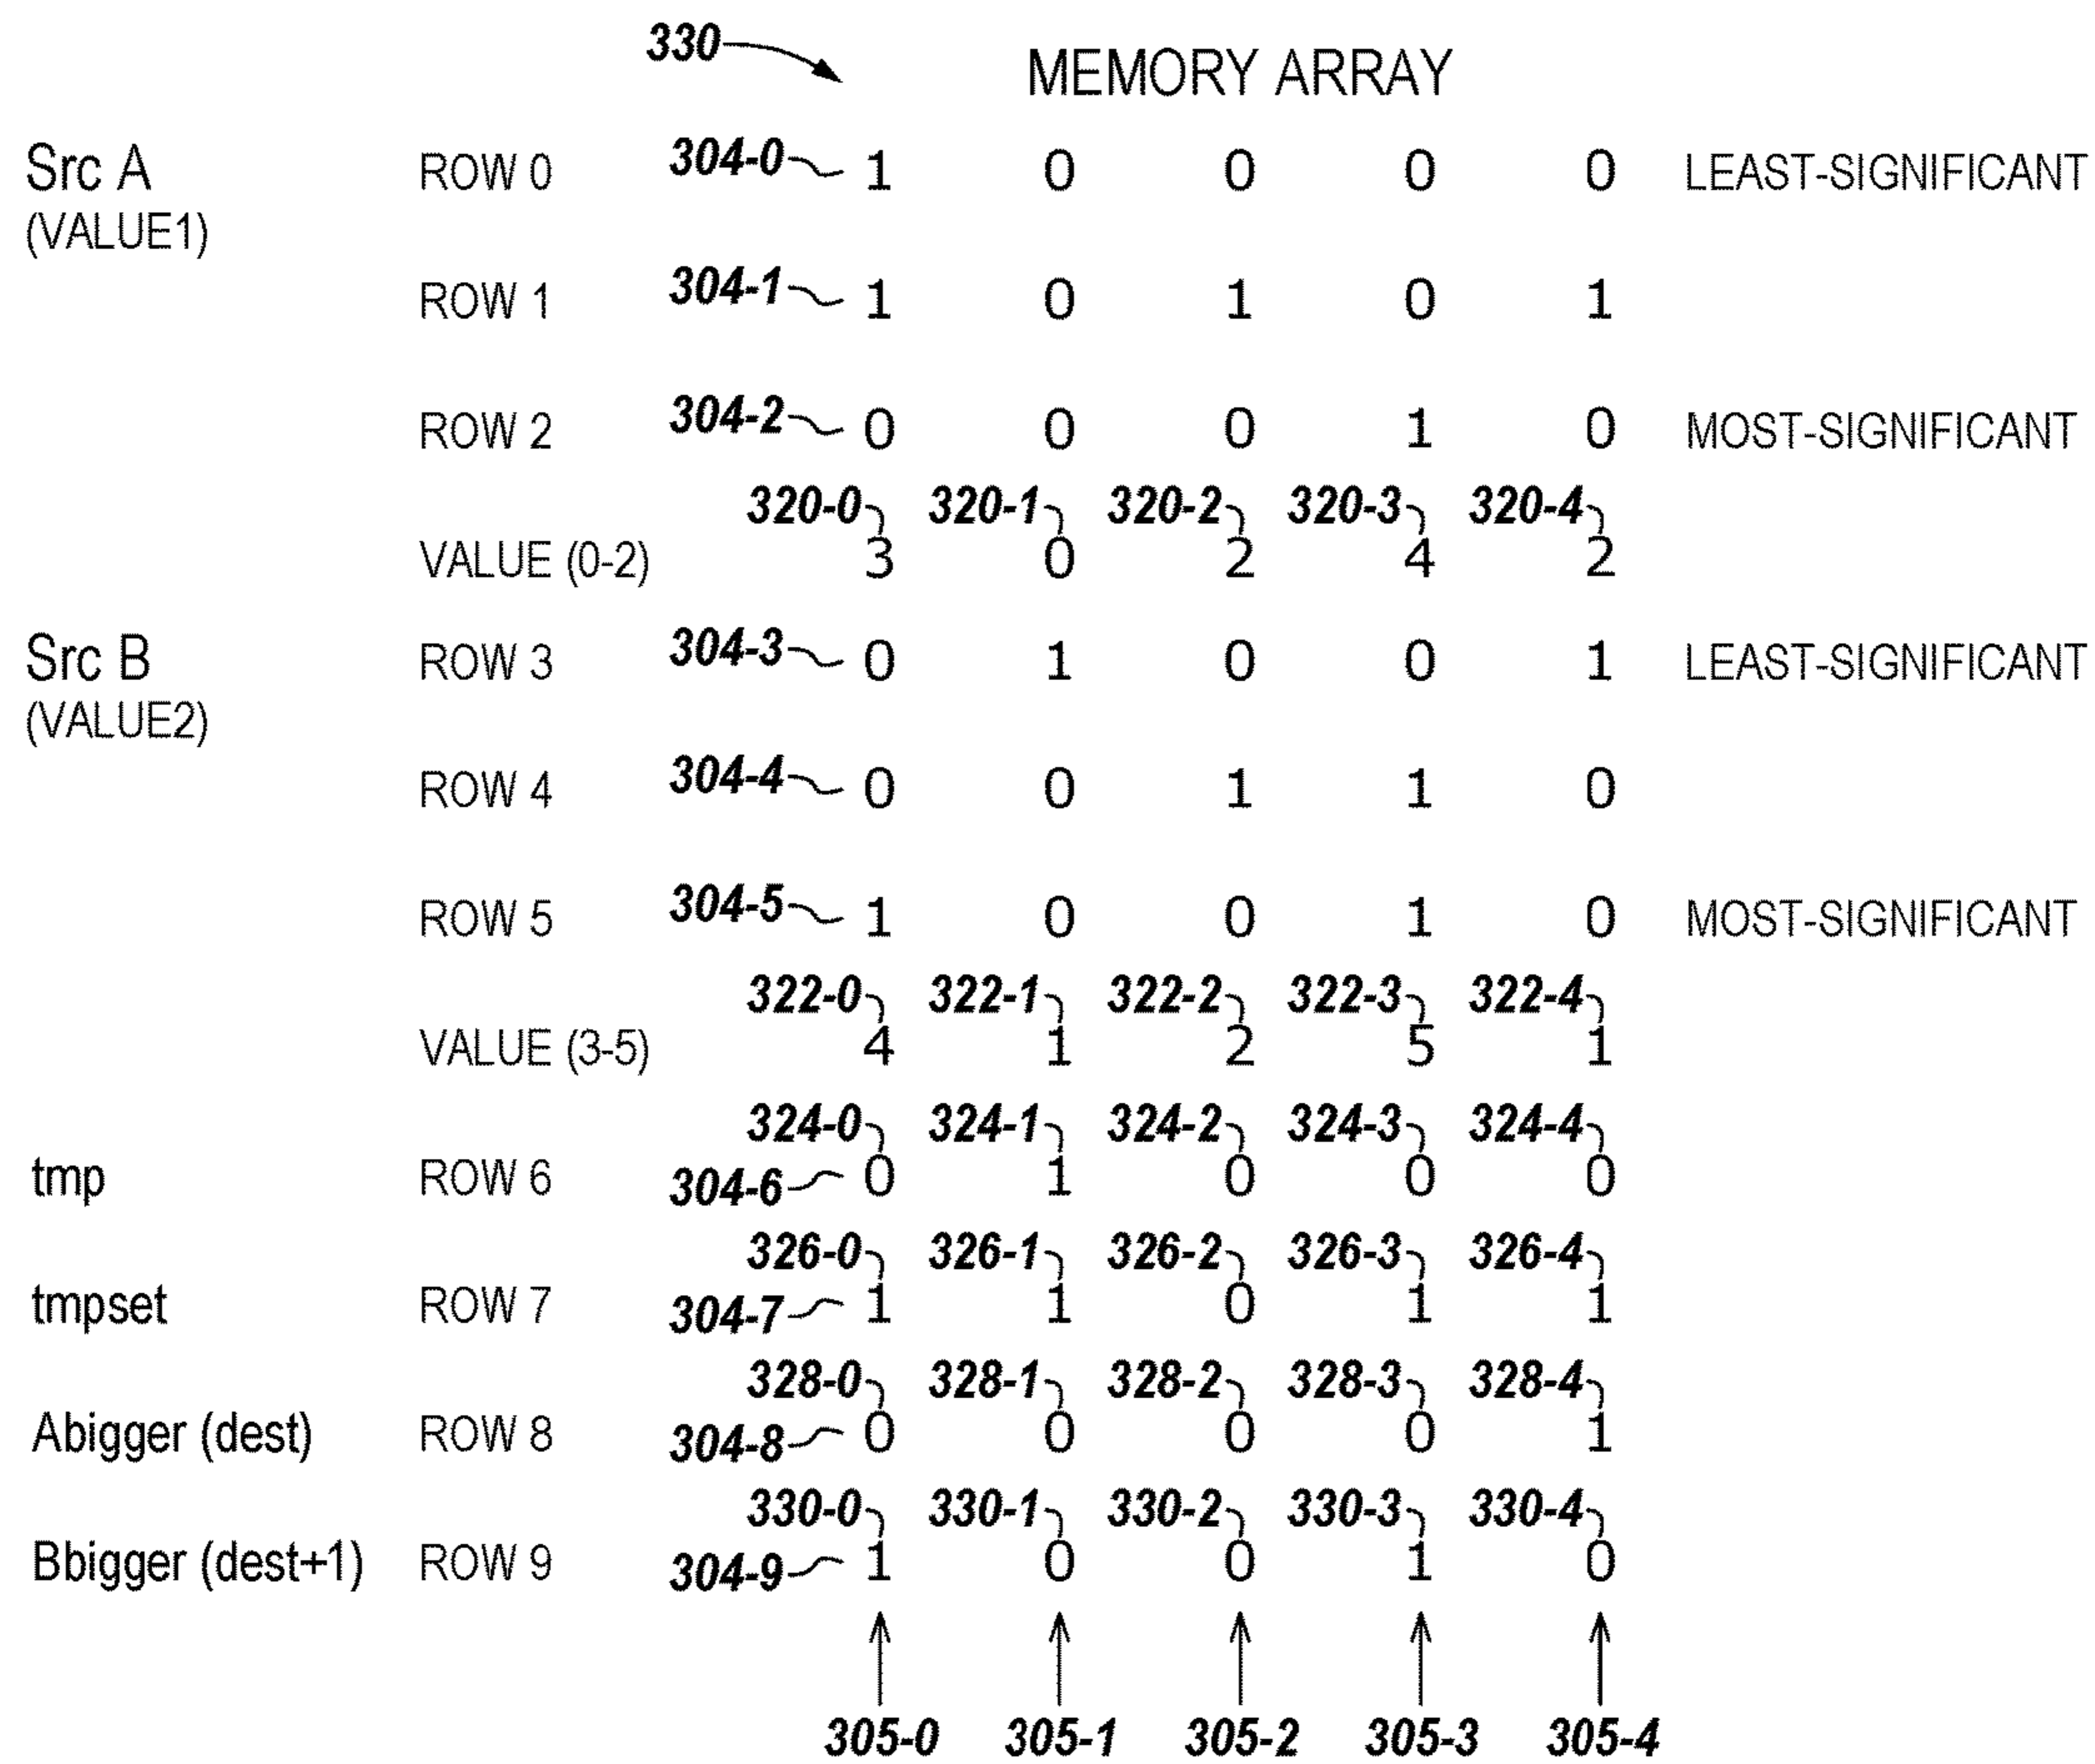 330 MEMORY ARRAY
Src A ROW 0 304-0 1 0 0 0 0 LEAST-SIGNIFICANT
(VALUE1)
ROW 1 304-1 1 0 1 0 1
ROW 2 304-2 0 0 0 1 0 MOST-SIGNIFICANT
320-0 320-1 320-2 320-3 320-4
VALUE (0-2) 3 0 2 4 2
Src B ROW 3 304-3 0 1 0 0 1 LEAST-SIGNIFICANT
(VALUE2)
ROW 4 304-4 0 0 1 1 0
ROW 5 304-5 1 0 0 1 0 MOST-SIGNIFICANT
322-0 322-1 322-2 322-3 322-4
VALUE (3-5) 4 1 2 5 1
324-0 324-1 324-2 324-3 324-4
tmp ROW 6 304-6 0 1 0 0 0
326-0 326-1 326-2 326-3 326-4
tmpset ROW 7 304-7 1 1 0 1 1
328-0 328-1 328-2 328-3 328-4
Abigger (dest) ROW 8 304-8 0 0 0 0 1
330-0 330-1 330-2 330-3 330-4
Bbigger (dest+1) ROW 9 304-9 1 0 0 1 0
305-0 305-1 305-2 305-3 305-4